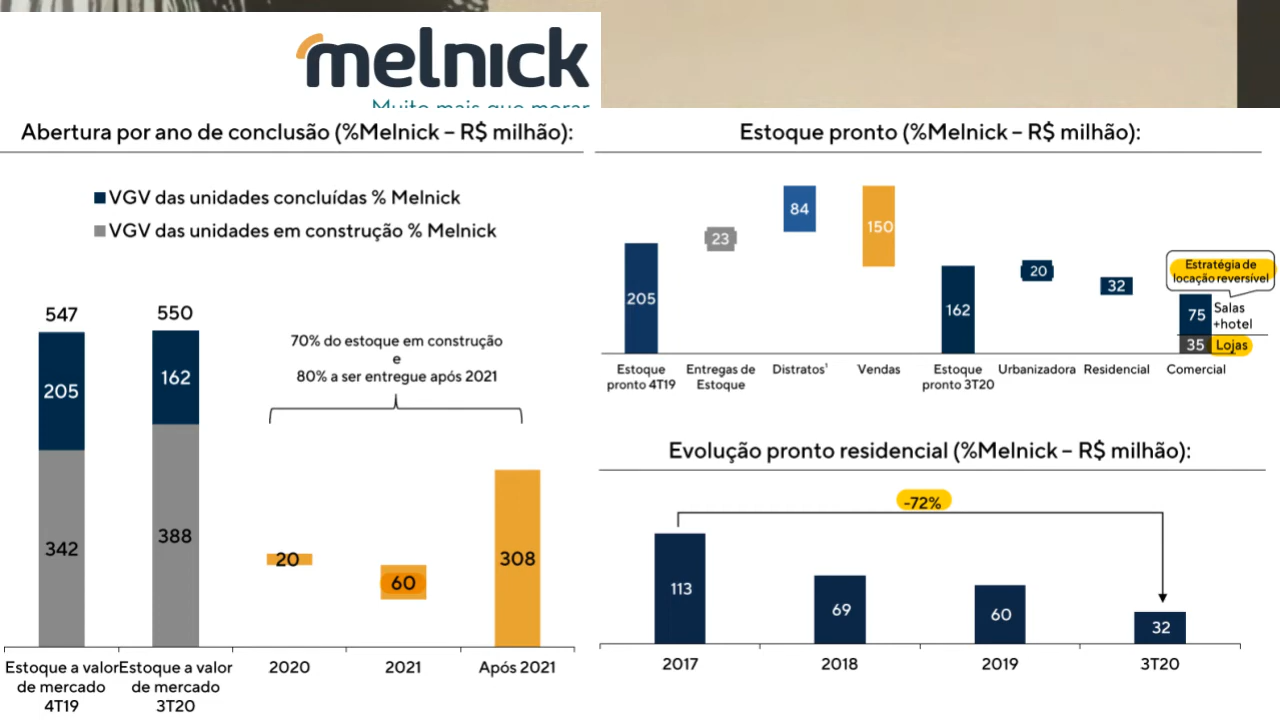 melnick
Muito mais que morar
Abertura por ano de conclusão (%Melnick – R$ milhão):
VGV das unidades concluídas % Melnick
VGV das unidades em construção % Melnick
547
550
205
162
342
388
70% do estoque em construção
e
80% a ser entregue após 2021
20
60
308
Estoque a valor
de mercado
4T19
Estoque a valor
de mercado
3T20
2020
2021
Após 2021
Estoque pronto (%Melnick – R$ milhão):
205
23
84
150
162
20
32
Estratégia de
locação reversível
75
Salas
+hotel
35
Lojas
Estoque
pronto 4T19
Entregas de
Estoque
Distratos¹
Vendas
Estoque
pronto 3T20
Urbanizadora
Residencial
Comercial
Evolução pronto residencial (%Melnick – R$ milhão):
-72%
113
69
60
32
2017
2018
2019
3T20